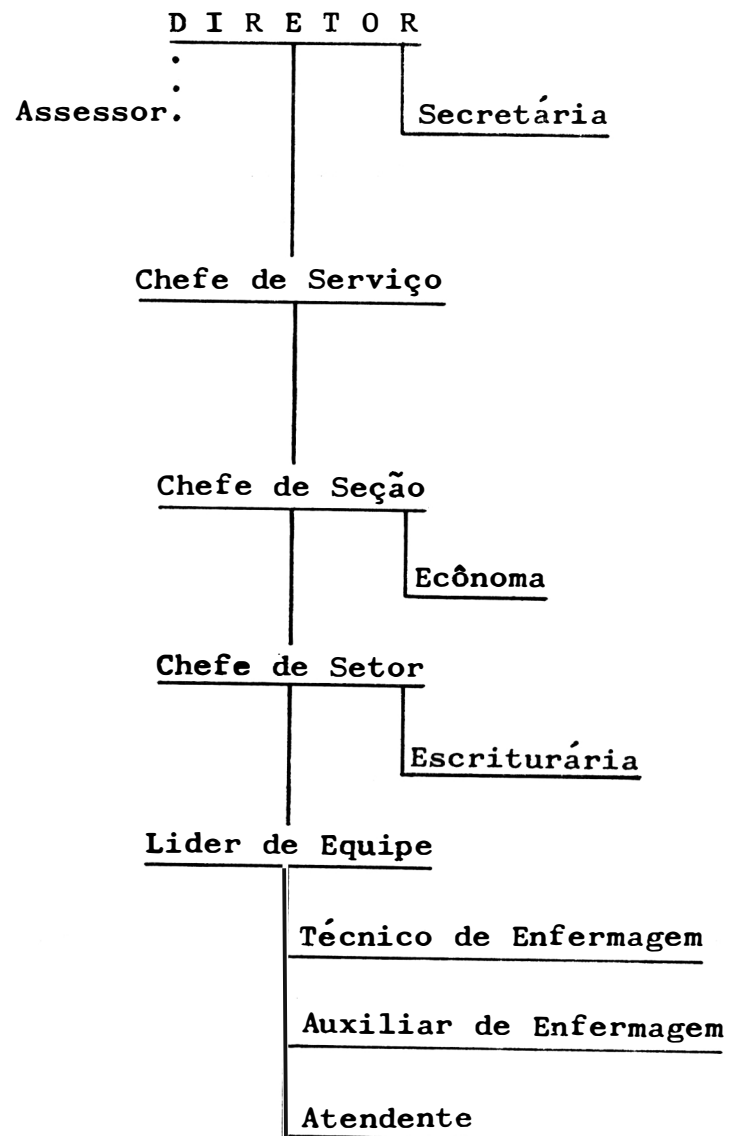 D I R E T O R
Assessor
Secretária
Chefe de Serviço
Chefe de Seção
Ecônoma
Chefe de Setor
Escriturária
Lider de Equipe
Técnico de Enfermagem
Auxiliar de Enfermagem
Atendente